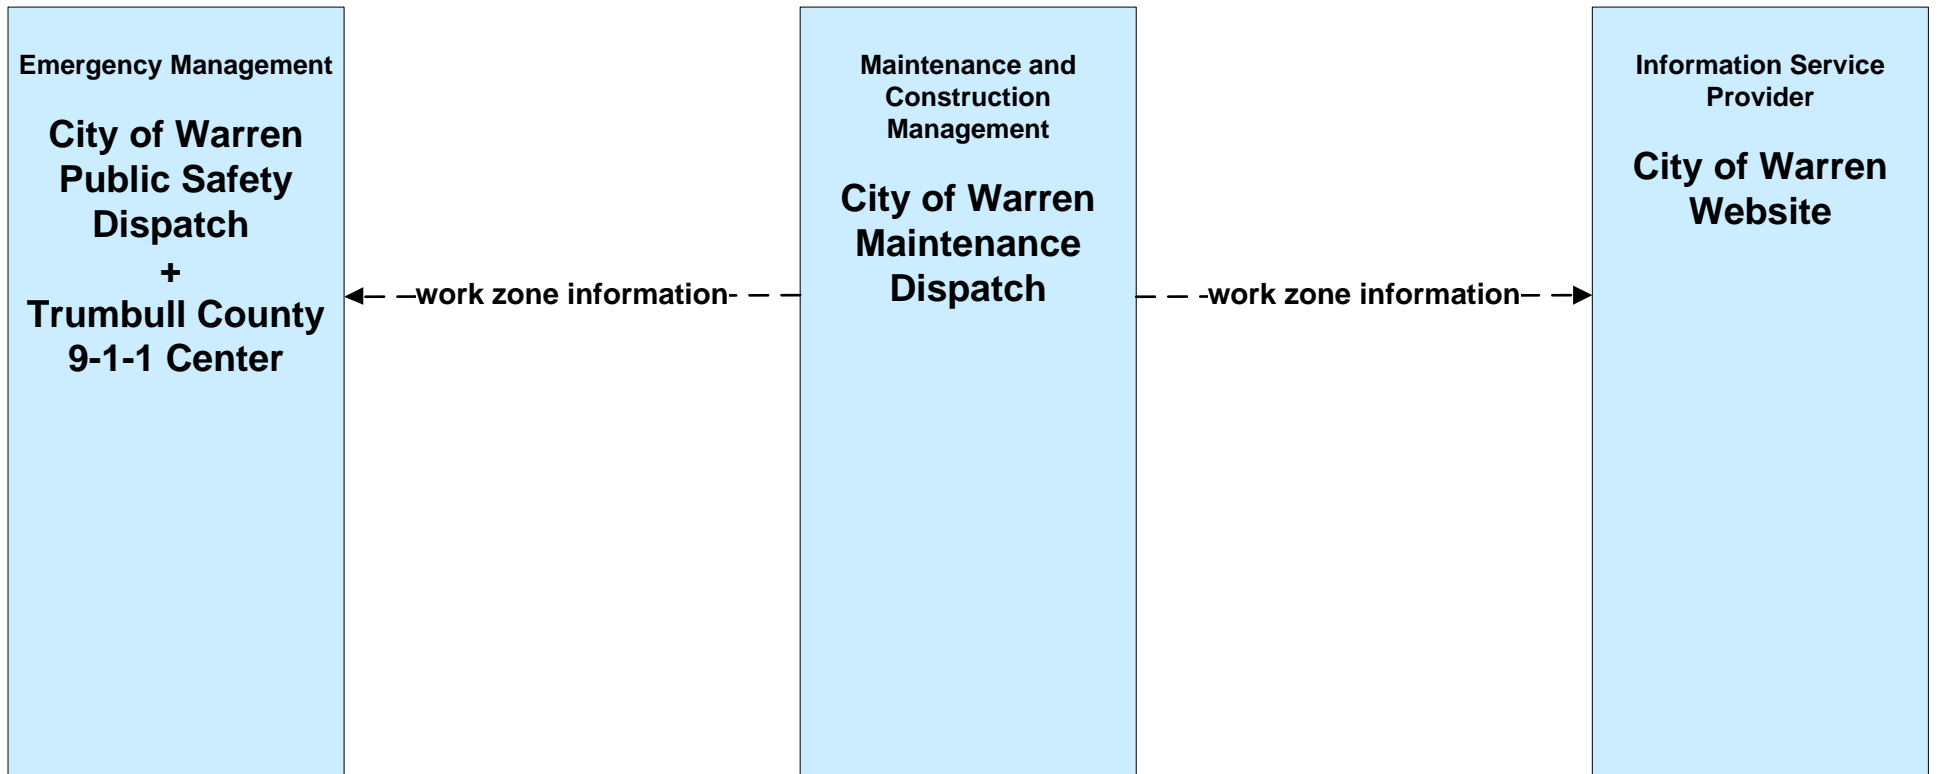 Emergency Management
City of Warren
Public Safety
Dispatch
+
Trumbull County
9-1-1 Center
work zone information
Maintenance and
Construction
Management
City of Warren
Maintenance
Dispatch
work zone information
Information Service
Provider
City of Warren
Website